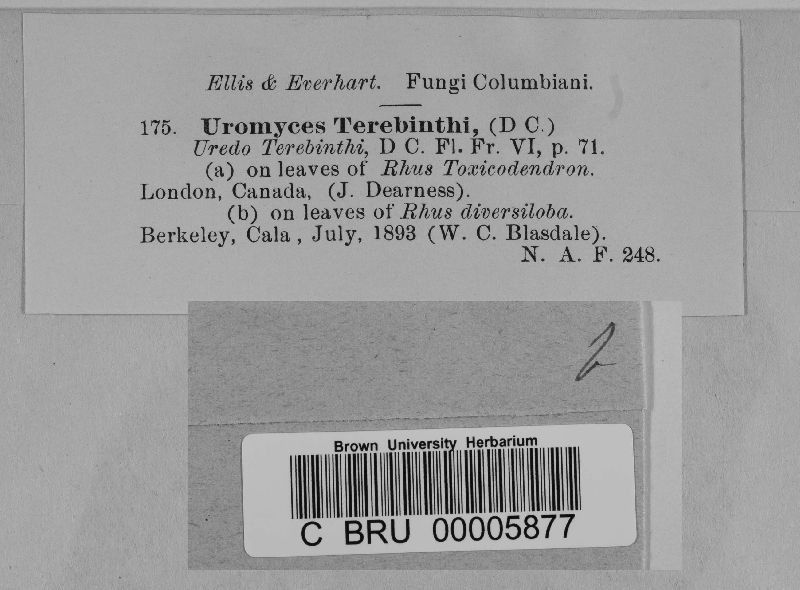 Ellis & Everhart. Fungi Columbiani.
175. Uromyces Terebinthi, (D C.)
Uredo Terebinthi, D C. Fl. Fr. VI, p. 71.
(a) on leaves of Rhus Toxicodendron.
London, Canada, (J. Dearness).
(b) on leaves of Rhus diversiloba.
Berkeley, Cala , July, 1893 (W. C. Blasdale).
N. A. F. 248.
b
Brown University Herbarium
C BRU 00005877